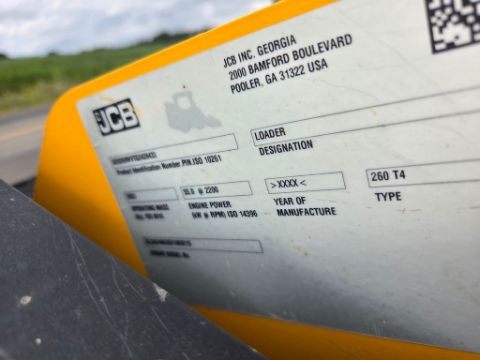 JCB INC. GEORGIA
2000 BAMFORD BOULEVARD
POOLER, GA 31322 USA
JCB
Product Identification Number P/N.ISO 10261
LOADER
DESIGNATION
OPERATING MASS
55.0 @ 2200
ENGINE POWER
(kW @ RPM) ISO 14396
>XXXX<
YEAR OF
MANUFACTURE
260 T4
TYPE